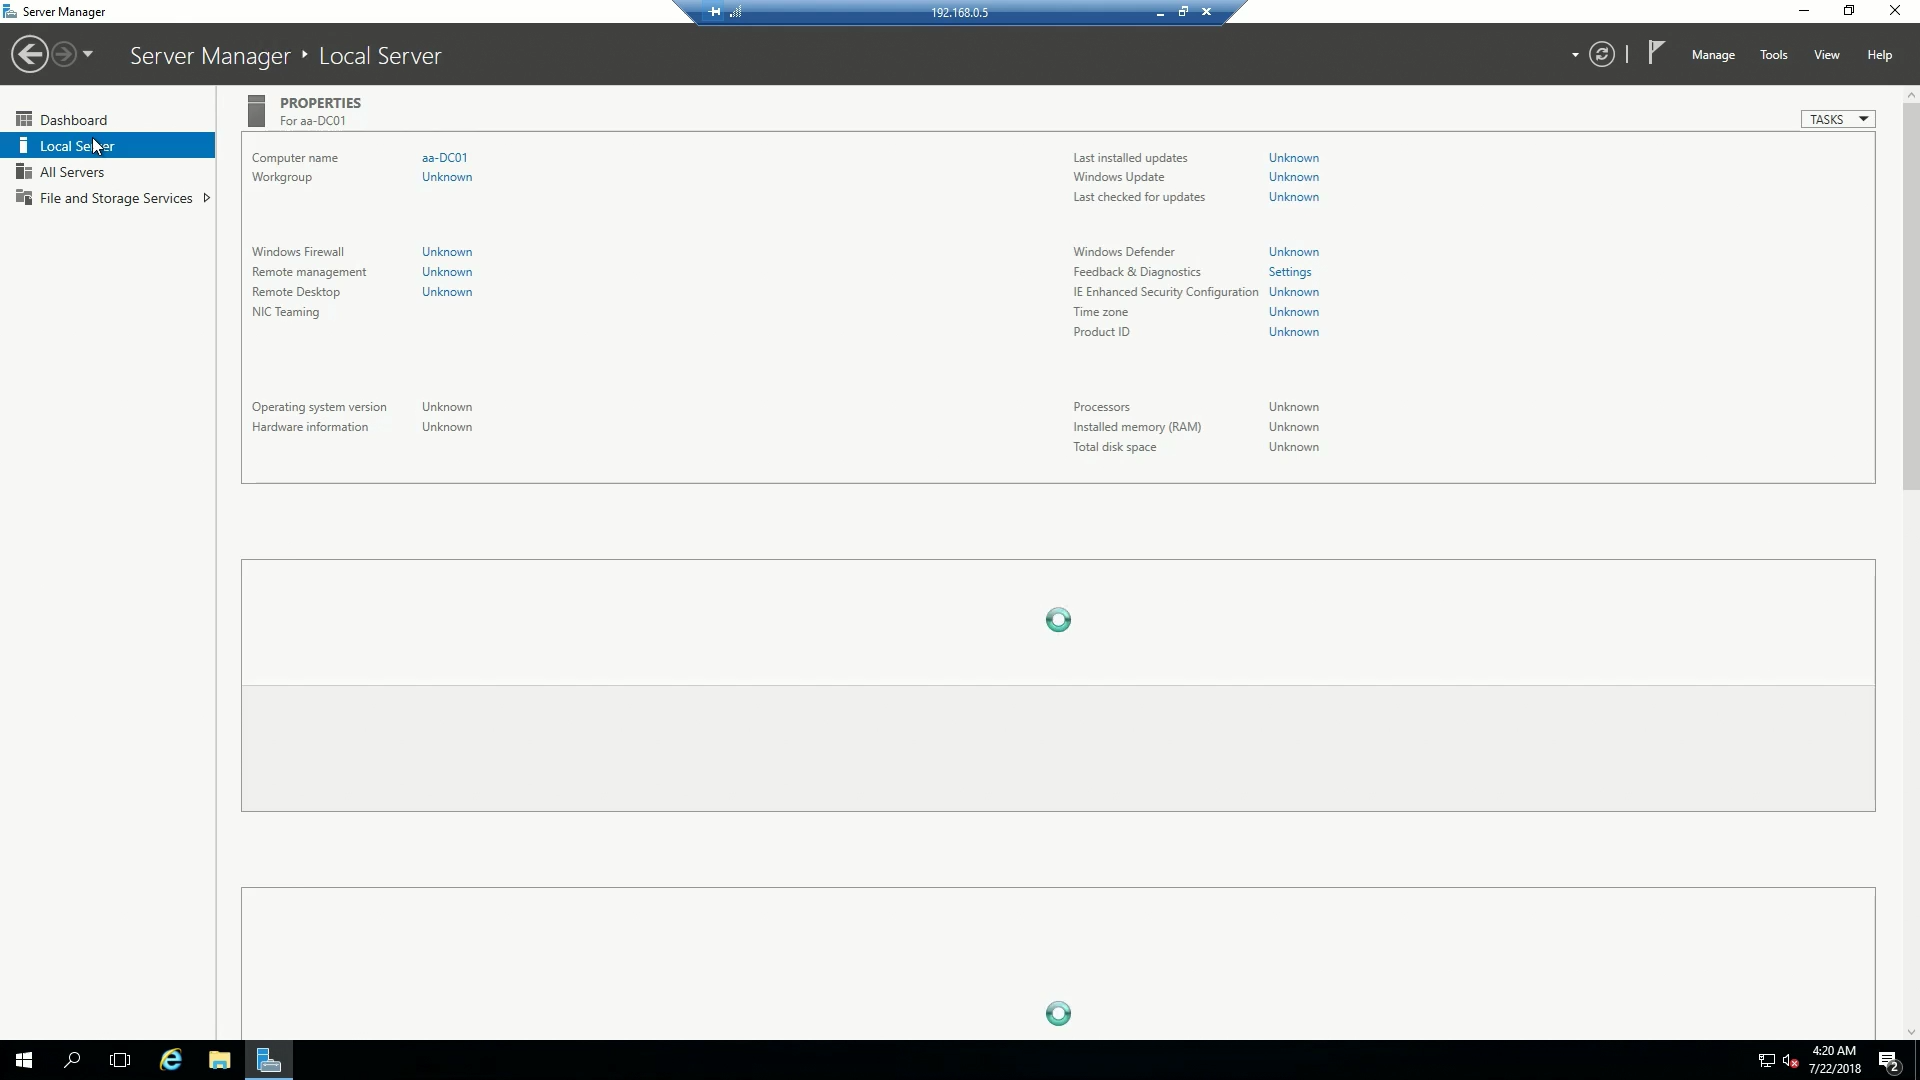 Server Manager
192.168.0.5
Server Manager ‣ Local Server
Manage Tools View Help
Dashboard
Local Server
All Servers
File and Storage Services
PROPERTIES
For aa-DC01
TASKS
Computer name aa-DC01
Workgroup Unknown
Last installed updates Unknown
Windows Update Unknown
Last checked for updates Unknown
Windows Firewall Unknown
Remote management Unknown
Remote Desktop Unknown
NIC Teaming
Windows Defender Unknown
Feedback & Diagnostics Settings
IE Enhanced Security Configuration Unknown
Time zone Unknown
Product ID Unknown
Operating system version Unknown
Hardware information Unknown
Processors Unknown
Installed memory (RAM) Unknown
Total disk space Unknown
4:20 AM
7/22/2018
2